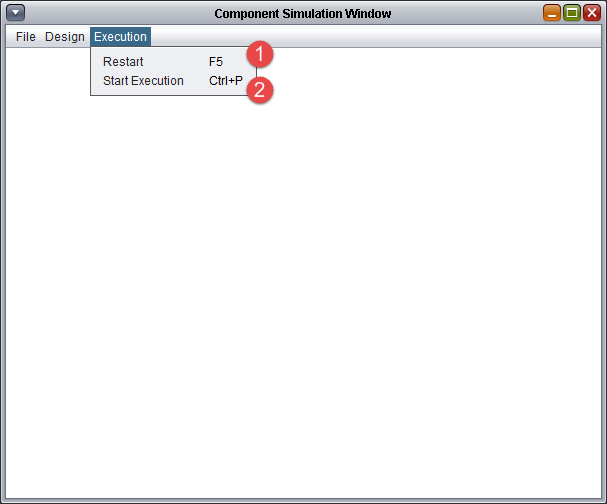 Component Simulation Window
File Design Execution
Restart F5 1
Start Execution Ctrl+P 2